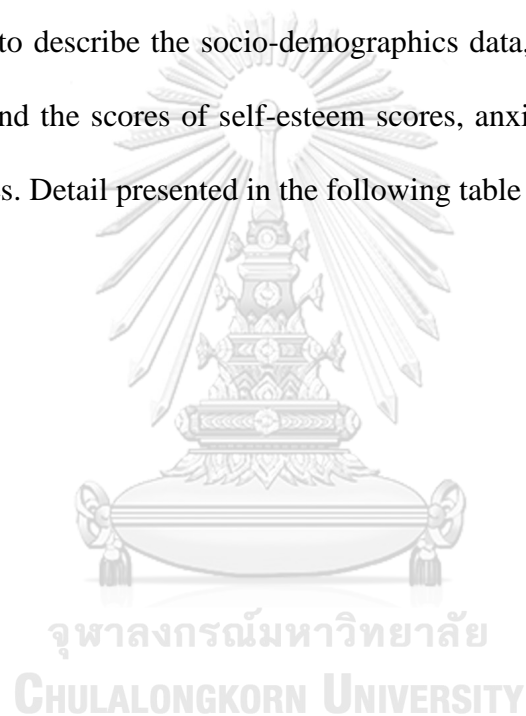 to describe the socio-demographics data,
nd the scores of self-esteem scores, anxi
s. Detail presented in the following table
จุฬาลงกรณ์มหาวิทยาลัย
CHULALONGKORN UNIVERSITY